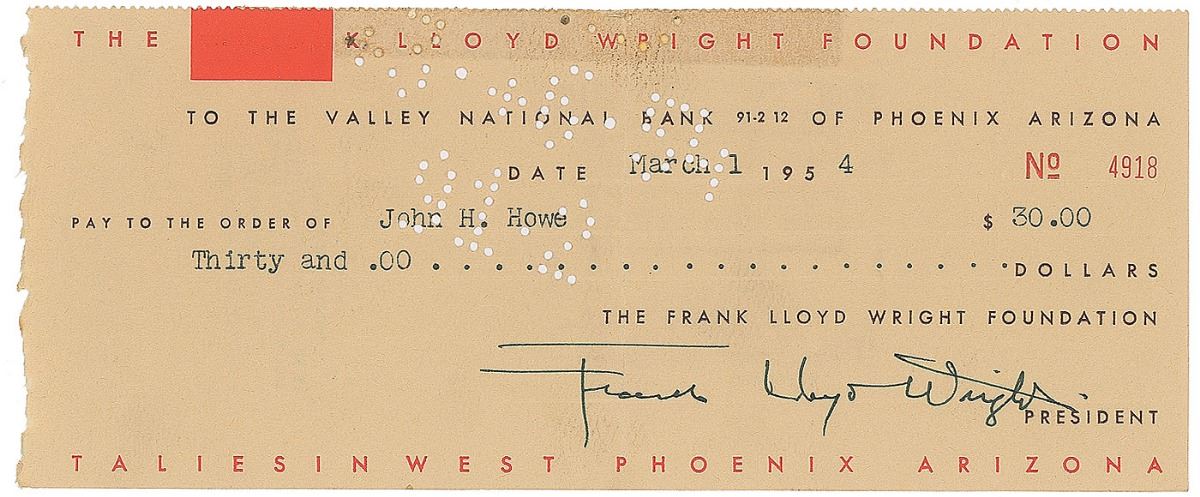 THE K LLOYD WRIGHT FOUNDATION
TO THE VALLEY NATIONAL BANK 91-212 OF PHOENIX ARIZONA
DATE March 1 1954 Nº 4918
PAY TO THE ORDER OF John H. Howe $ 30.00
Thirty and .00 . . . . . . . . . . . . . . . . . . . . DOLLARS
THE FRANK LLOYD WRIGHT FOUNDATION
Frank Lloyd Wright
PRESIDENT
TALIESIN WEST PHOENIX ARIZONA